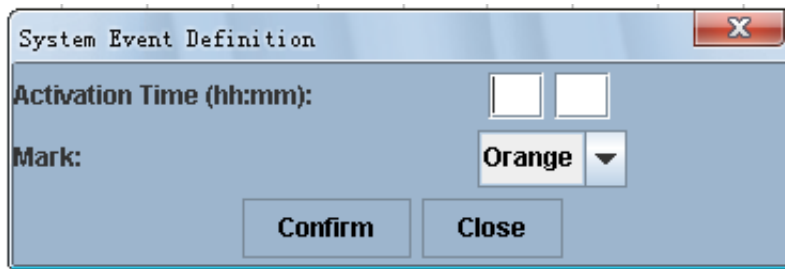 System Event Definition
Activation Time (hh:mm):
Mark: Orange
Confirm Close